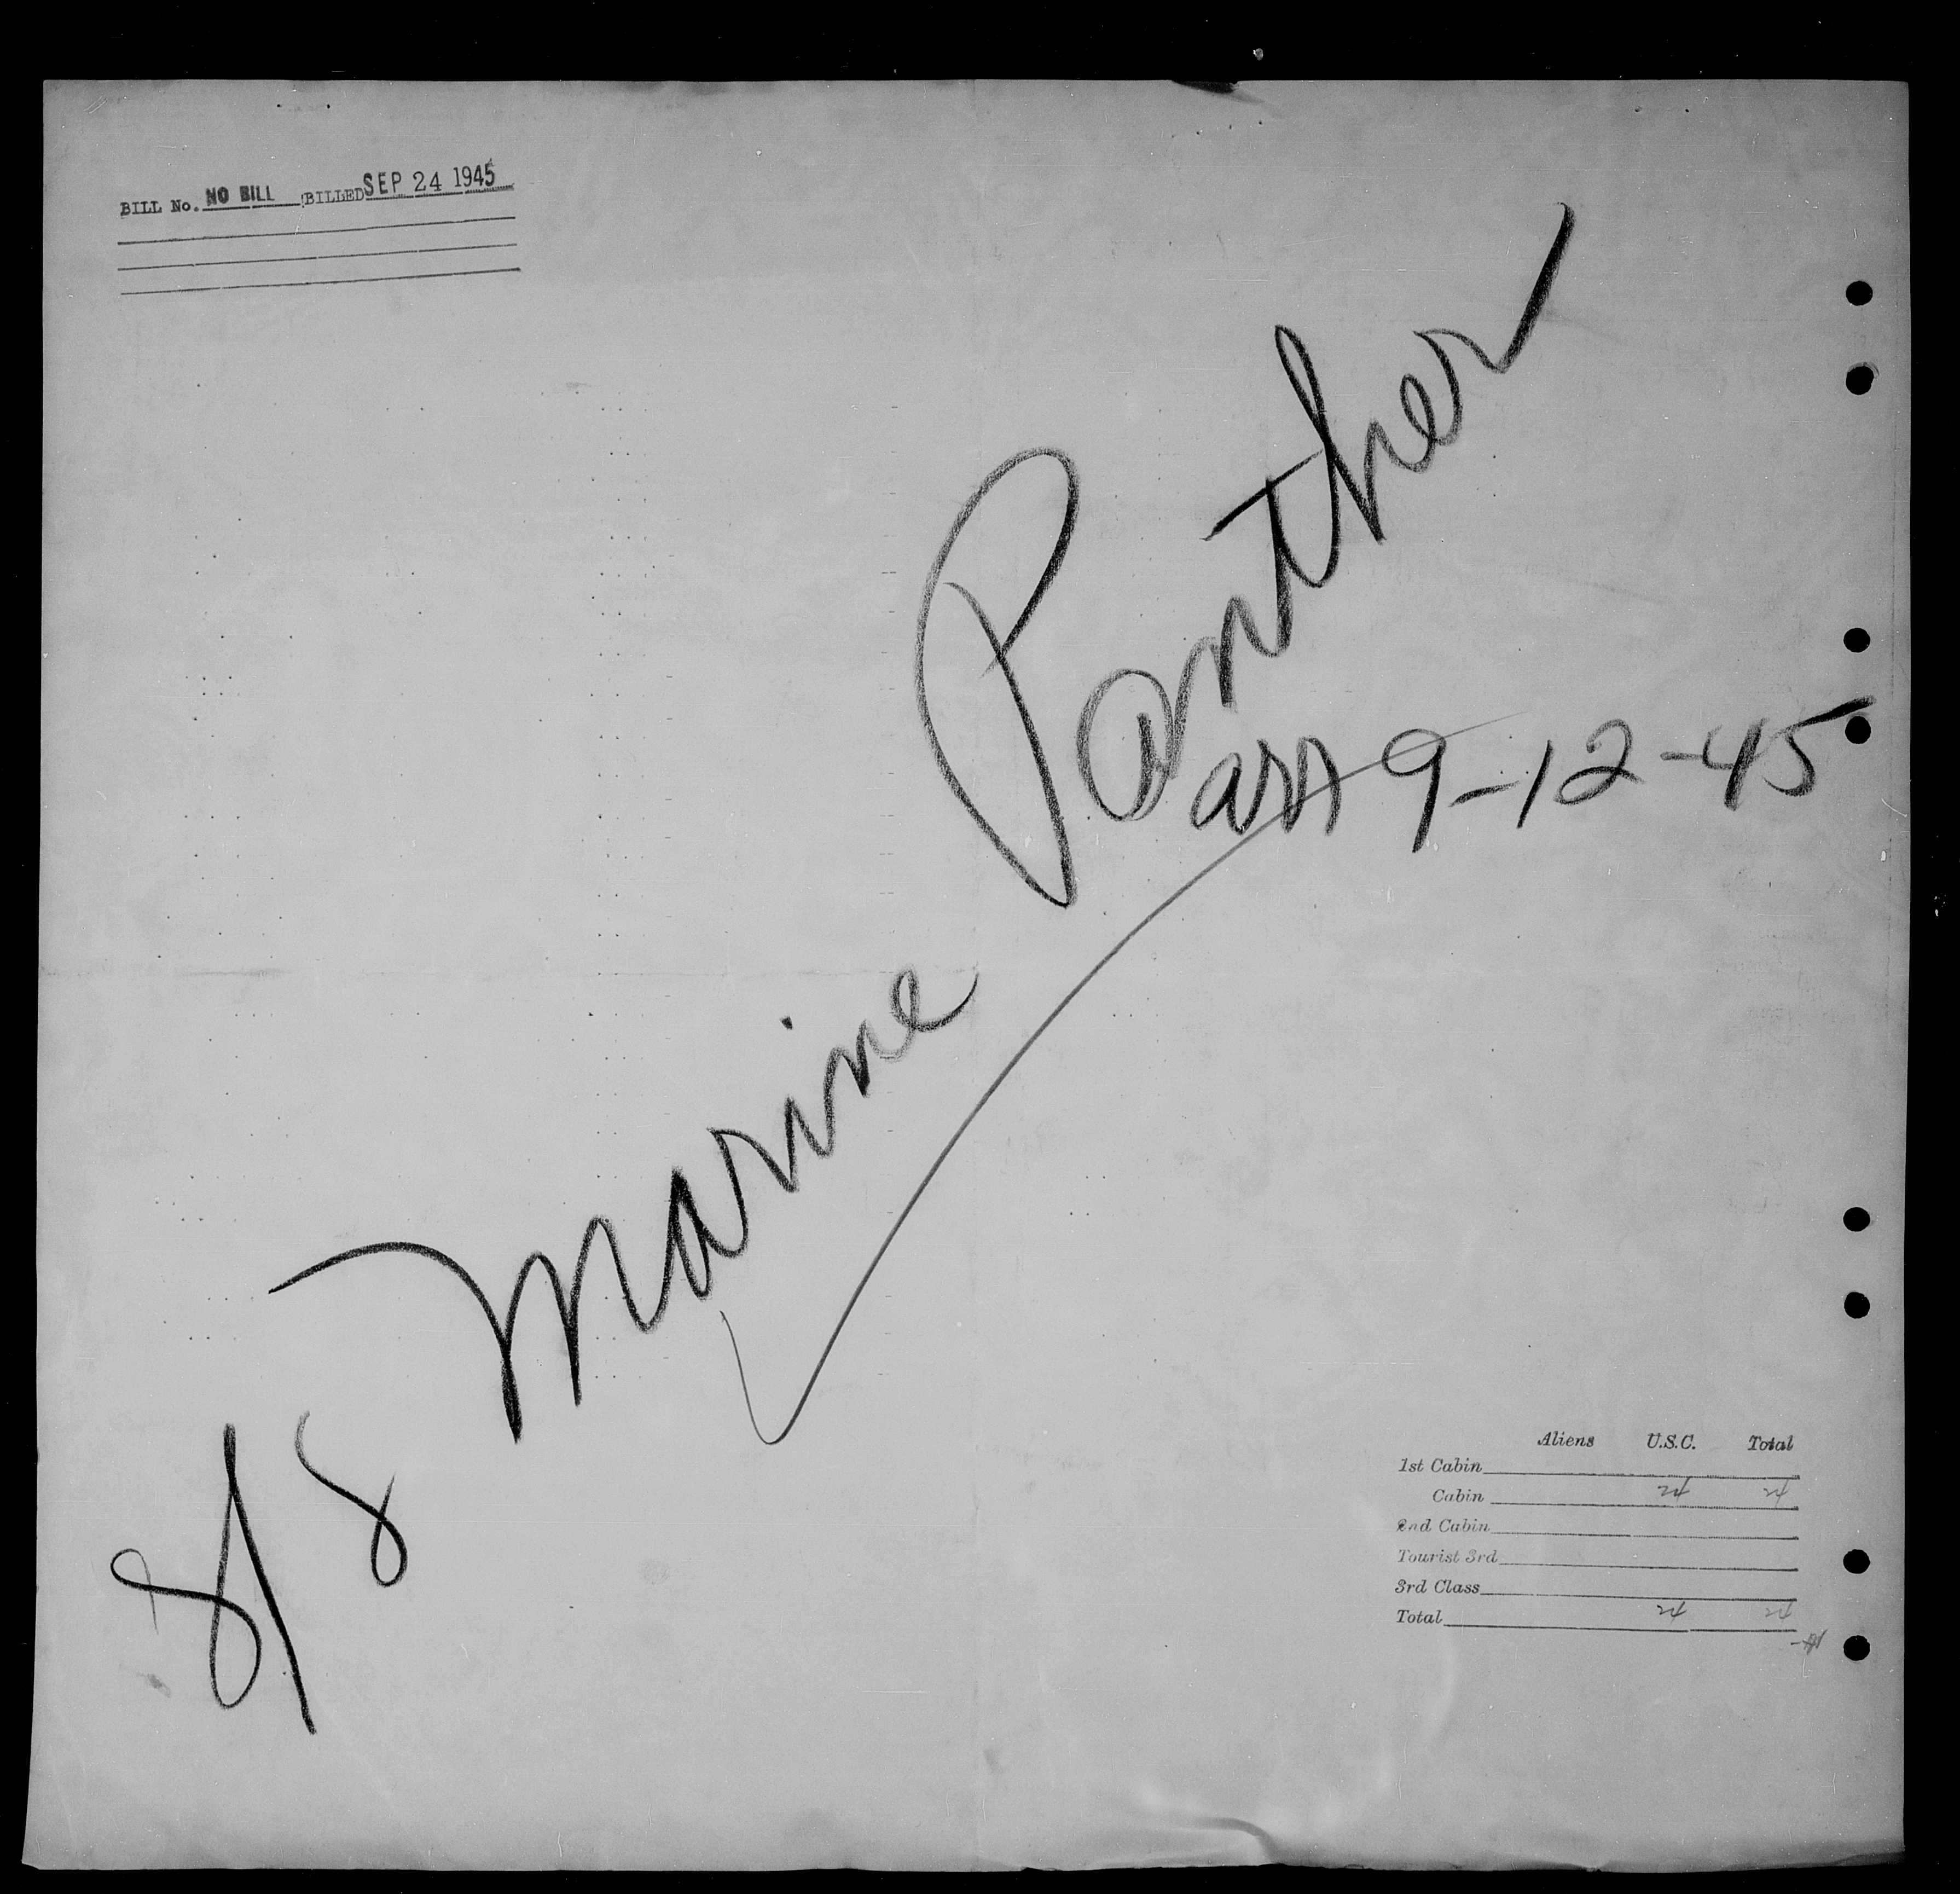 BILL No. NO BILL BILLED SEP 24 1945
S/S Marine Panther
arr 9-12-45
Aliens U.S.C. Total
1st Cabin
Cabin 24 24
2nd Cabin
Tourist 3rd
3rd Class
Total 24 24